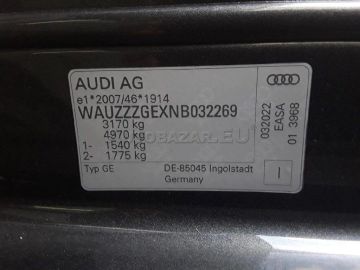 AUDI AG
e1*2007/46*1914
WAUZZZGEXNB032269
3170 kg
4970 kg
1- 1540 kg
2- 1775 kg
Typ GE
DE-85045 Ingolstadt
Germany
032022
EASA
01 3968
I